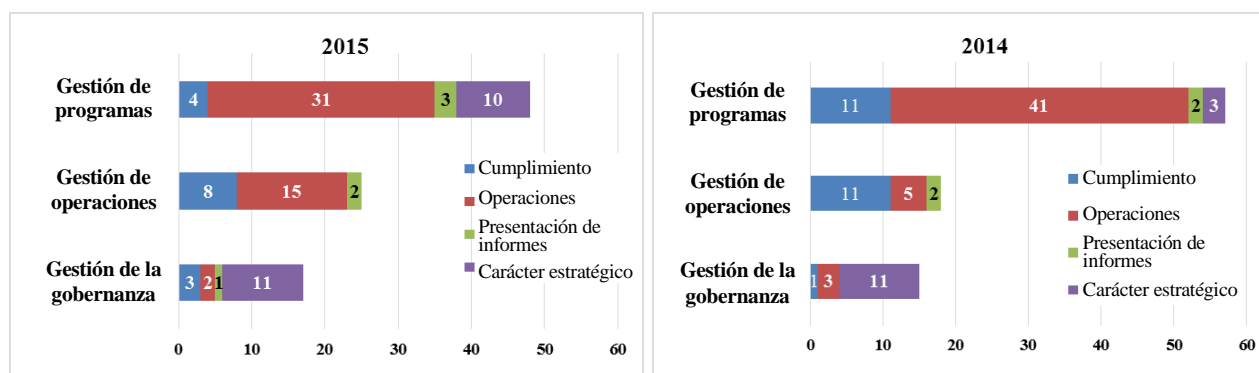 2015
Gestión de
programas
4
31
3
10
Gestión de
operaciones
8
15
2
Gestión de la
gobernanza
3
2
1
11
Cumplimiento
Operaciones
Presentación de
informes
Carácter estratégico
0
10
20
30
40
50
60
2014
Gestión de
programas
11
41
2
3
Gestión de
operaciones
11
5
2
Gestión de la
gobernanza
1
3
11
Cumplimiento
Operaciones
Presentación de
informes
Carácter estratégico
0
10
20
30
40
50
60